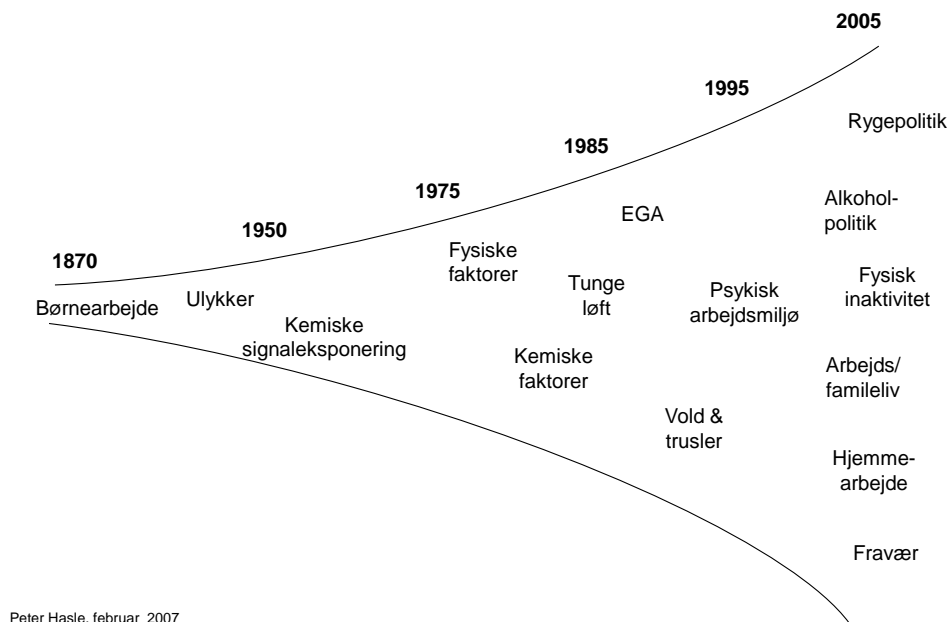 2005
1995
Rygepolitik
1985
Alkohol-
politik
1975
EGA
1950
Fysiske
faktorer
1870
Fysisk
inaktivitet
Tunge
løft
Psykisk
arbejdsmiljø
Ulykker
Børnearbejde
Kemiske
signaleksponering
Kemiske
faktorer
Arbejds/
famileliv
Vold &
trusler
Hjemme-
arbejde
Fravær
Peter Hasle, februar 2007